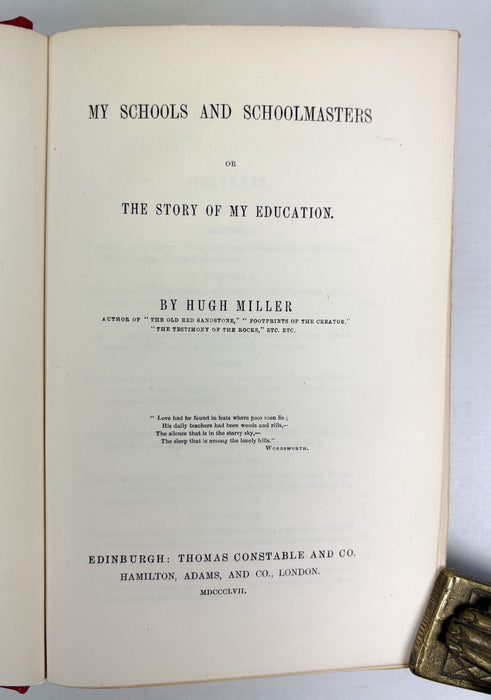 MY SCHOOLS AND SCHOOLMASTERS
OR
THE STORY OF MY EDUCATION.
BY HUGH MILLER
AUTHOR OF "THE OLD RED SANDSTONE," "FOOTPRINTS OF THE CREATOR,"
"THE TESTIMONY OF THE ROCKS," ETC. ETC.
"Love had he found in huts where poor men lie;
His daily teachers had been woods and rills,—
The silence that is in the starry sky,—
The sleep that is among the lonely hills."
WORDSWORTH.
EDINBURGH: THOMAS CONSTABLE AND CO.
HAMILTON, ADAMS, AND CO., LONDON.
MDCCCLVII.